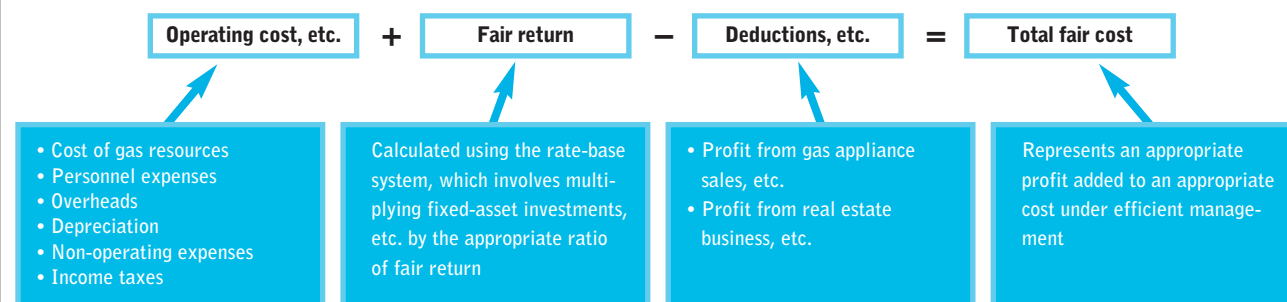 Operating cost, etc. + Fair return − Deductions, etc. = Total fair cost
• Cost of gas resources
• Personnel expenses
• Overheads
• Depreciation
• Non-operating expenses
• Income taxes
Calculated using the rate-base
system, which involves multi-
plying fixed-asset investments,
etc. by the appropriate ratio
of fair return
• Profit from gas appliance
sales, etc.
• Profit from real estate
business, etc.
Represents an appropriate
profit added to an appropriate
cost under efficient manage-
ment